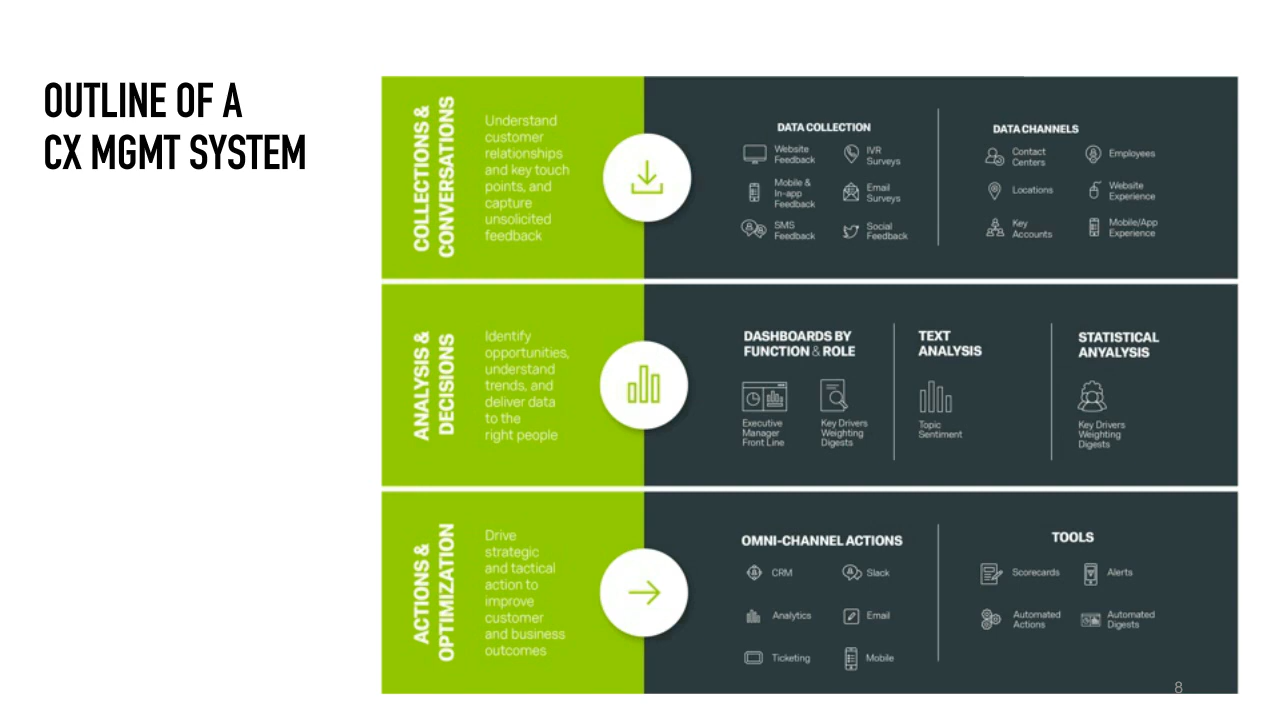 OUTLINE OF A
CX MGMT SYSTEM
COLLECTIONS &
CONVERSATIONS
Understand
customer
relationships
and key touch
points, and
capture
unsolicited
feedback
DATA COLLECTION
Website
Feedback
IVR
Surveys
Mobile &
In-app
Feedback
Email
Surveys
SMS
Feedback
Social
Feedback
DATA CHANNELS
Contact
Centers
Employees
Locations
Website
Experience
Key
Accounts
Mobile/App
Experience
ANALYSIS &
DECISIONS
Identify
opportunities,
understand
trends, and
deliver data
to the
right people
DASHBOARDS BY
FUNCTION & ROLE
Executive
Manager
Front Line
Key Drivers
Weighting
Digests
TEXT
ANALYSIS
Topic
Sentiment
STATISTICAL
ANYALYSIS
Key Drivers
Weighting
Digests
ACTIONS &
OPTIMIZATION
Drive
strategic
and tactical
action to
improve
customer
and business
outcomes
OMNI-CHANNEL ACTIONS
CRM
Slack
Analytics
Email
Ticketing
Mobile
TOOLS
Scorecards
Alerts
Automated
Actions
Automated
Digests
8